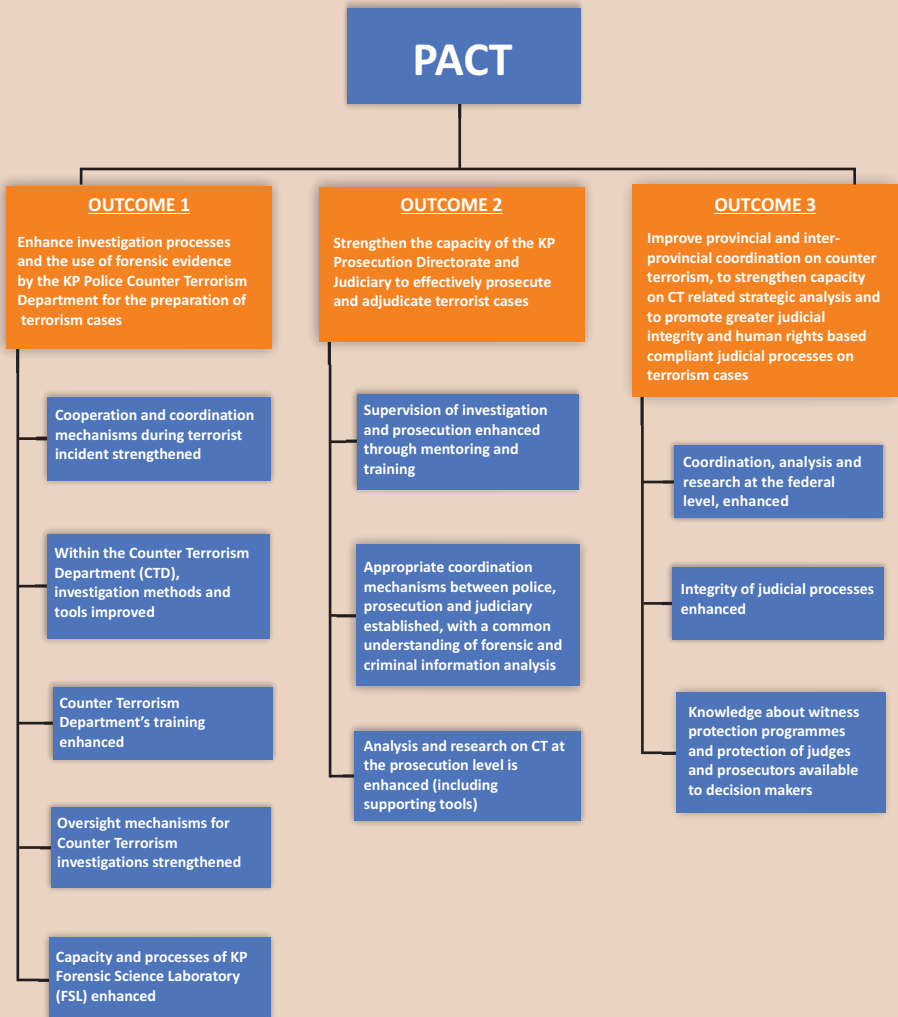 PACT
OUTCOME 1
Enhance investigation processes
and the use of forensic evidence
by the KP Police Counter Terrorism
Department for the preparation of
terrorism cases
Cooperation and coordination
mechanisms during terrorist
incident strengthened
Within the Counter Terrorism
Department (CTD),
investigation methods and
tools improved
Counter Terrorism
Department’s training
enhanced
Oversight mechanisms for
Counter Terrorism
investigations strengthened
Capacity and processes of KP
Forensic Science Laboratory
(FSL) enhanced
OUTCOME 2
Strengthen the capacity of the KP
Prosecution Directorate and
Judiciary to effectively prosecute
and adjudicate terrorist cases
Supervision of investigation
and prosecution enhanced
through mentoring and
training
Appropriate coordination
mechanisms between police,
prosecution and judiciary
established, with a common
understanding of forensic and
criminal information analysis
Analysis and research on CT at
the prosecution level is
enhanced (including
supporting tools)
OUTCOME 3
Improve provincial and inter-
provincial coordination on counter
terrorism, to strengthen capacity
on CT related strategic analysis and
to promote greater judicial
integrity and human rights based
compliant judicial processes on
terrorism cases
Coordination, analysis and
research at the federal
level, enhanced
Integrity of judicial processes
enhanced
Knowledge about witness
protection programmes
and protection of judges
and prosecutors available
to decision makers